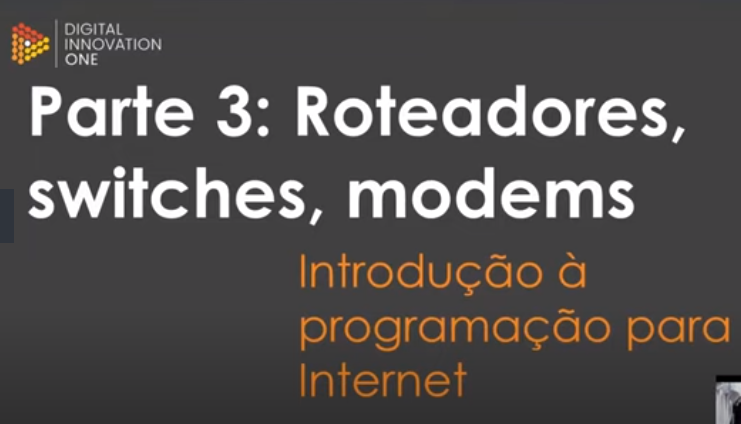 DIGITAL
INNOVATION
ONE
Parte 3: Roteadores,
switches, modems
Introdução à
programação para
Internet